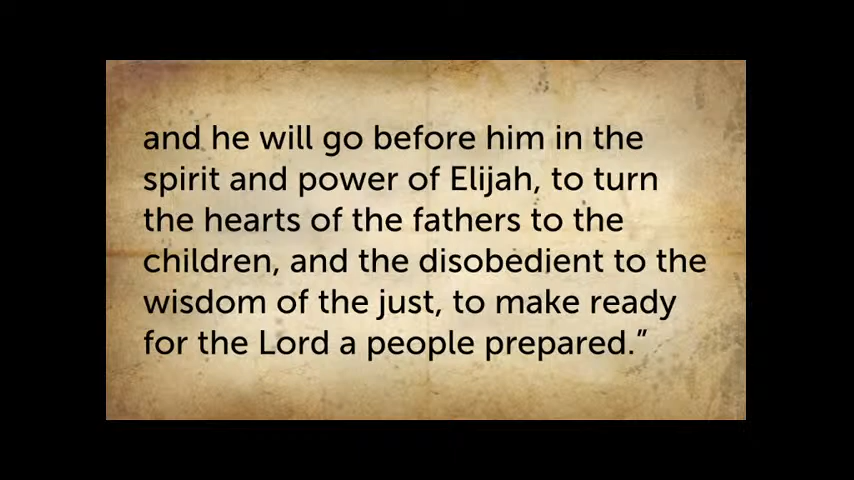 and he will go before him in the
spirit and power of Elijah, to turn
the hearts of the fathers to the
children, and the disobedient to the
wisdom of the just, to make ready
for the Lord a people prepared.”